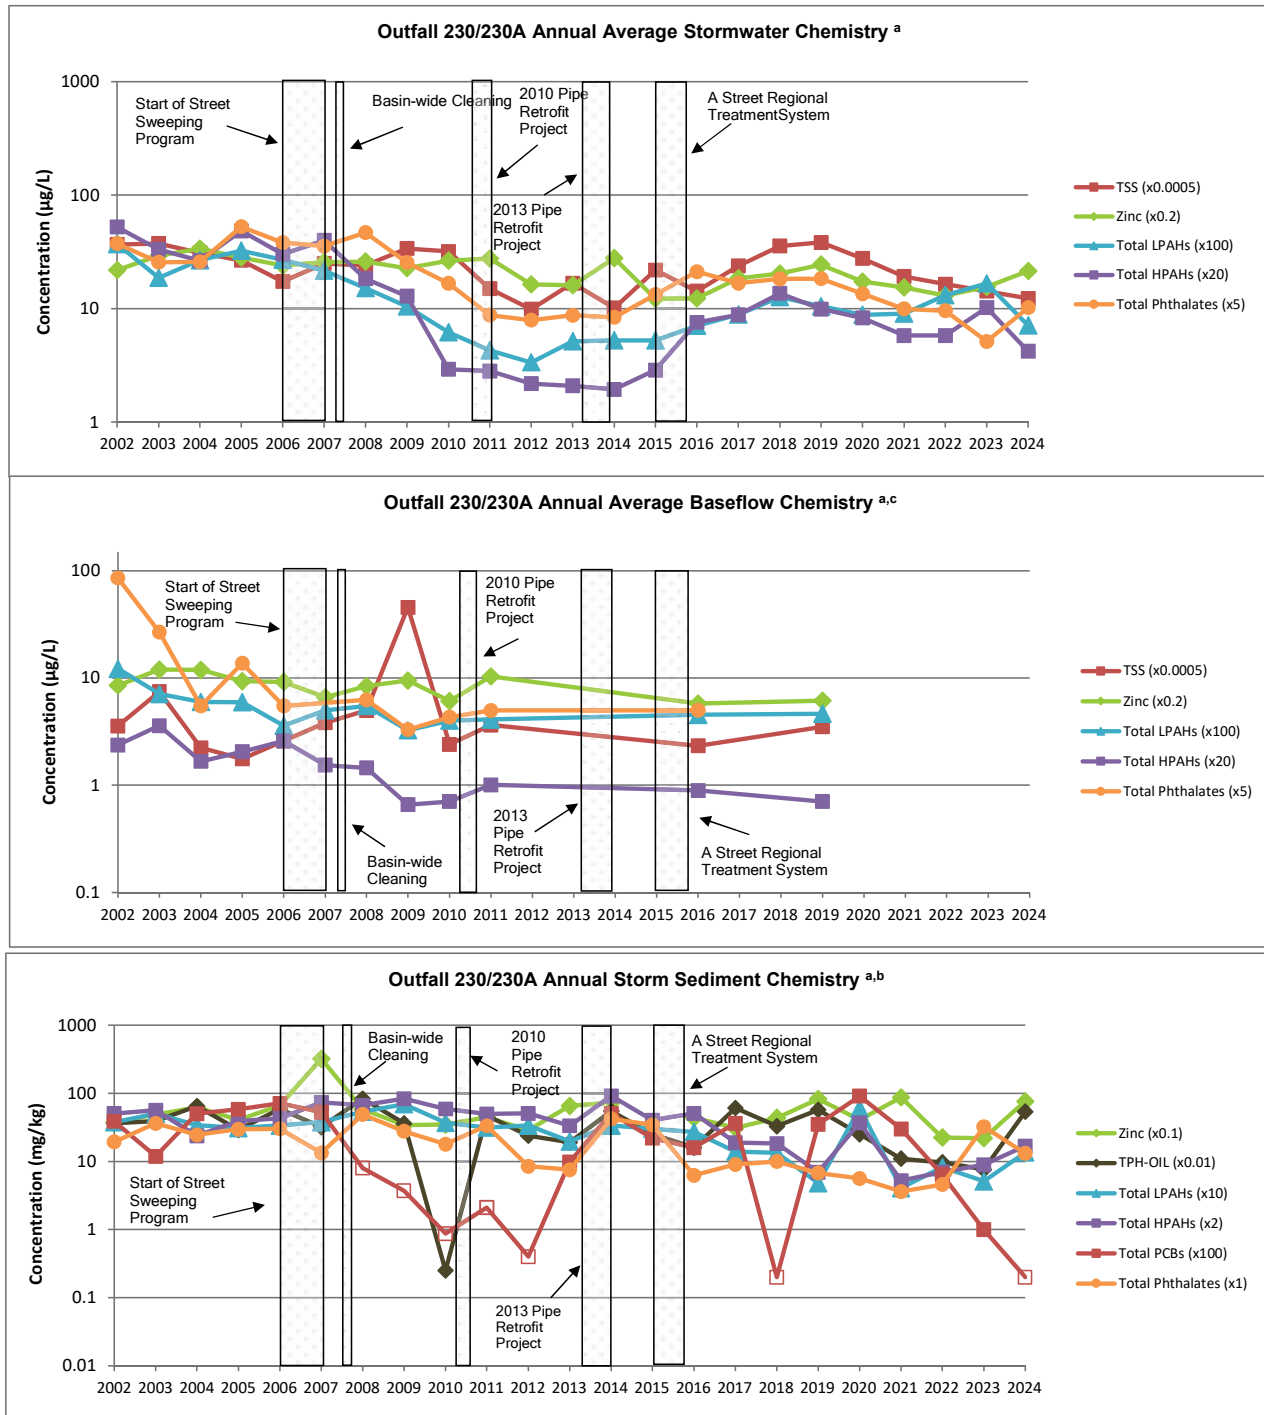 Outfall 230/230A Annual Average Stormwater Chemistry a
1000
100
10
1
Concentration (µg/L)
Start of Street
Sweeping
Program
Basin-wide Cleaning
2010 Pipe
Retrofit
Project
2013 Pipe
Retrofit
Project
A Street Regional
TreatmentSystem
TSS (x0.0005)
Zinc (x0.2)
Total LPAHs (x100)
Total HPAHs (x20)
Total Phthalates (x5)
2002 2003 2004 2005 2006 2007 2008 2009 2010 2011 2012 2013 2014 2015 2016 2017 2018 2019 2020 2021 2022 2023 2024
Outfall 230/230A Annual Average Baseflow Chemistry a,c
100
10
1
0.1
Concentration (µg/L)
Start of Street
Sweeping
Program
Basin-wide
Cleaning
2010 Pipe
Retrofit
Project
2013
Pipe
Retrofit
Project
A Street Regional
Treatment System
TSS (x0.0005)
Zinc (x0.2)
Total LPAHs (x100)
Total HPAHs (x20)
Total Phthalates (x5)
2002 2003 2004 2005 2006 2007 2008 2009 2010 2011 2012 2013 2014 2015 2016 2017 2018 2019 2020 2021 2022 2023 2024
Outfall 230/230A Annual Storm Sediment Chemistry a,b
1000
100
10
1
0.1
0.01
Concentration (mg/kg)
Start of Street
Sweeping
Program
Basin-wide
Cleaning
2010
Pipe
Retrofit
Project
2013 Pipe
Retrofit
Project
A Street Regional
Treatment System
Zinc (x0.1)
TPH-OIL (x0.01)
Total LPAHs (x10)
Total HPAHs (x2)
Total PCBs (x100)
Total Phthalates (x1)
2002 2003 2004 2005 2006 2007 2008 2009 2010 2011 2012 2013 2014 2015 2016 2017 2018 2019 2020 2021 2022 2023 2024